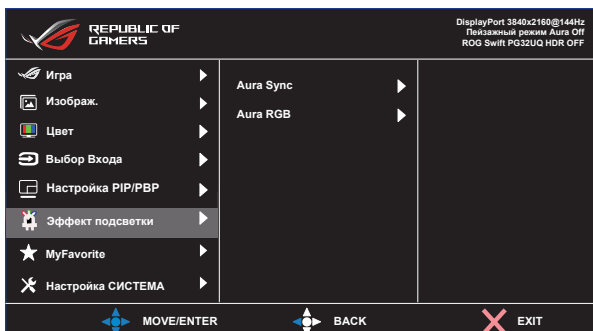 REPUBLIC OF
GAMERS
DisplayPort 3840x2160@144Hz
Пейзажный режим Aura Off
ROG Swift PG32UQ HDR OFF
Игра
Изображ.
Цвет
Выбор Входа
Настройка PIP/PBP
Эффект подсветки
MyFavorite
Настройка СИСТЕМА
Aura Sync
Aura RGB
MOVE/ENTER
BACK
EXIT